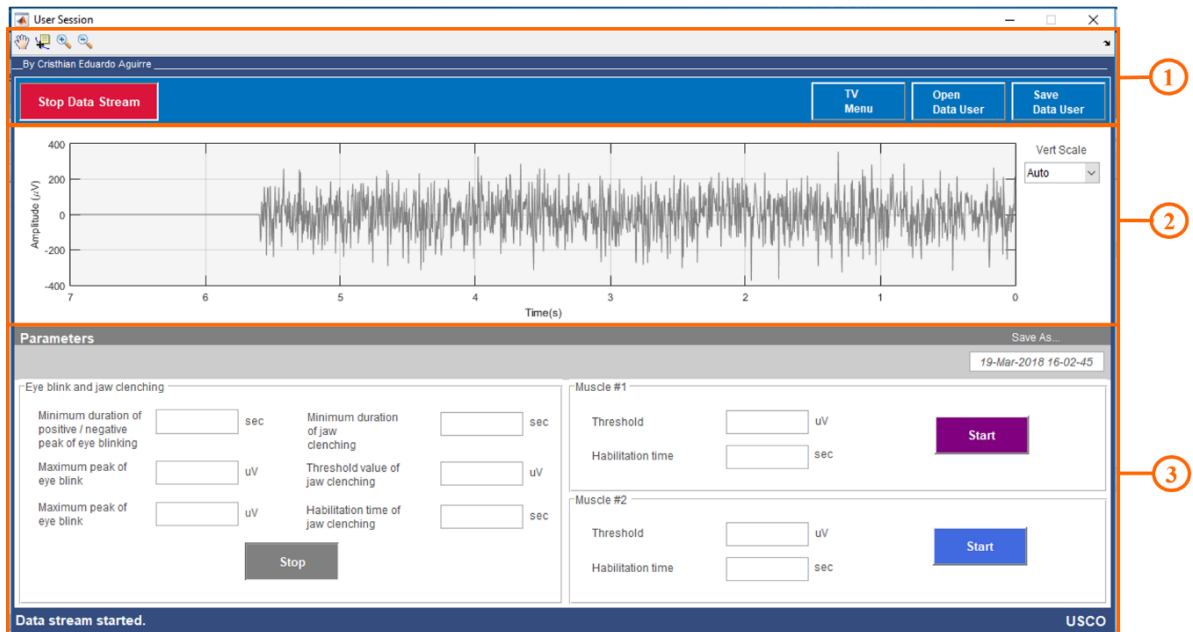 User Session
__By Cristhian Eduardo Aguirre__
Stop Data Stream
TV
Menu
Open
Data User
Save
Data User
1
400
200
0
-200
-400
Amplitude (μV)
7
6
5
4
3
2
1
0
Time(s)
Vert Scale
Auto
2
Parameters
Save As...
19-Mar-2018 16-02-45
Eye blink and jaw clenching
Minimum duration of
positive / negative
peak of eye blinking
sec
Minimum duration
of jaw
clenching
sec
Maximum peak of
eye blink
uV
Threshold value of
jaw clenching
uV
Maximum peak of
eye blink
uV
Habilitation time of
jaw clenching
sec
Stop
Muscle #1
Threshold
uV
Habilitation time
sec
Start
Muscle #2
Threshold
uV
Habilitation time
sec
Start
3
Data stream started.
USCO